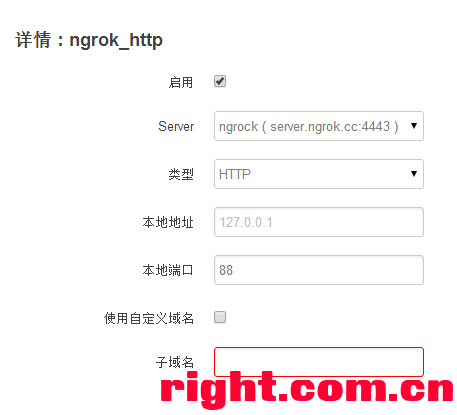 详情：ngrok_http
启用
Server ngrock ( server.ngrok.cc:4443 )
类型 HTTP
本地地址 127.0.0.1
本地端口 88
使用自定义域名
子域名
right.com.cn